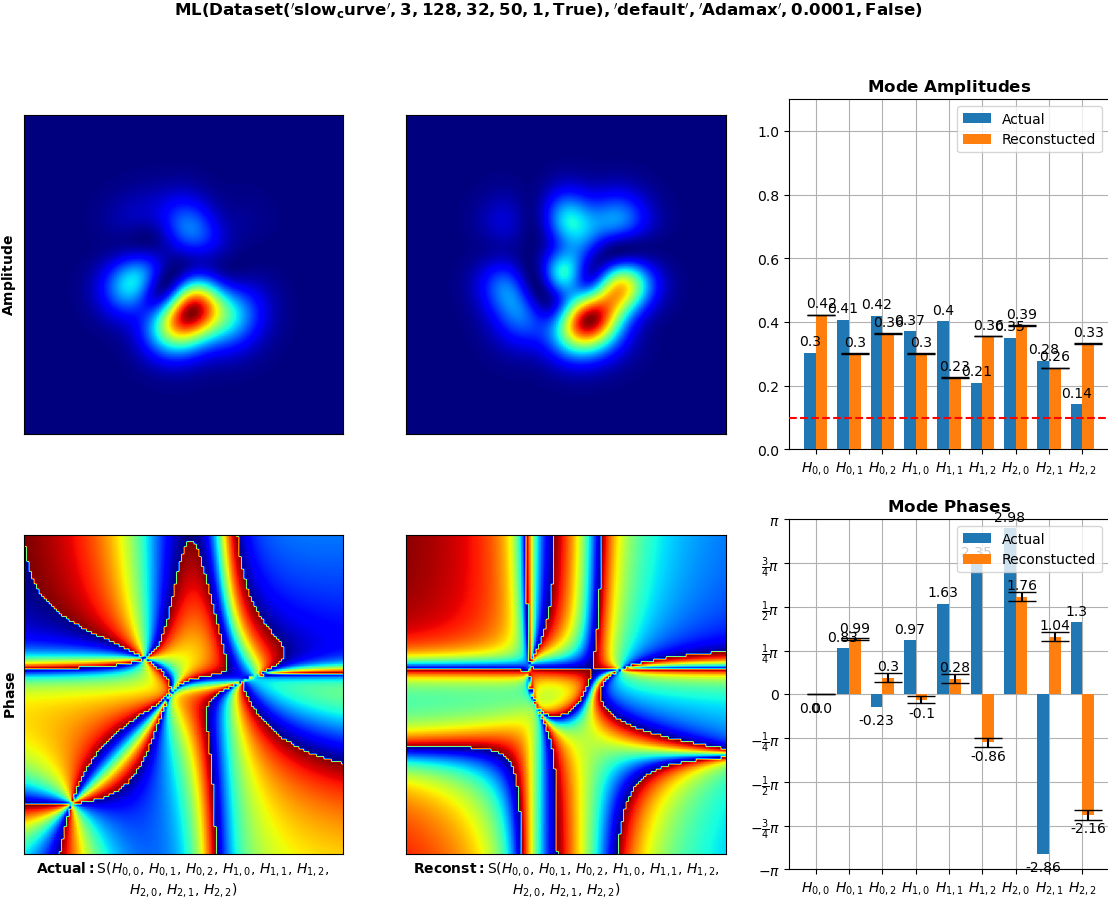 ML(Dataset('slow_curve', 3, 128, 32, 50, 1, True), 'default', 'Adamax', 0.0001, False)
Amplitude
Mode Amplitudes
Actual
Reconstucted
1.0
0.8
0.6
0.4
0.2
0.0
0.3 0.42 0.41 0.3 0.42 0.36 0.37 0.3 0.4 0.23 0.21 0.36 0.35 0.39 0.28 0.26 0.14 0.33
H0,0 H0,1 H0,2 H1,0 H1,1 H1,2 H2,0 H2,1 H2,2
Phase
Mode Phases
Actual
Reconstucted
π
3/4π
1/2π
1/4π
0
−1/4π
−1/2π
−3/4π
−π
0.0 0.0 0.83 0.99 -0.23 0.3 0.97 -0.1 1.63 0.28 2.35 -0.86 2.98 1.76 -2.86 1.04 1.3 -2.16
H0,0 H0,1 H0,2 H1,0 H1,1 H1,2 H2,0 H2,1 H2,2
Actual: S(H0,0, H0,1, H0,2, H1,0, H1,1, H1,2,
H2,0, H2,1, H2,2)
Reconst: S(H0,0, H0,1, H0,2, H1,0, H1,1, H1,2,
H2,0, H2,1, H2,2)